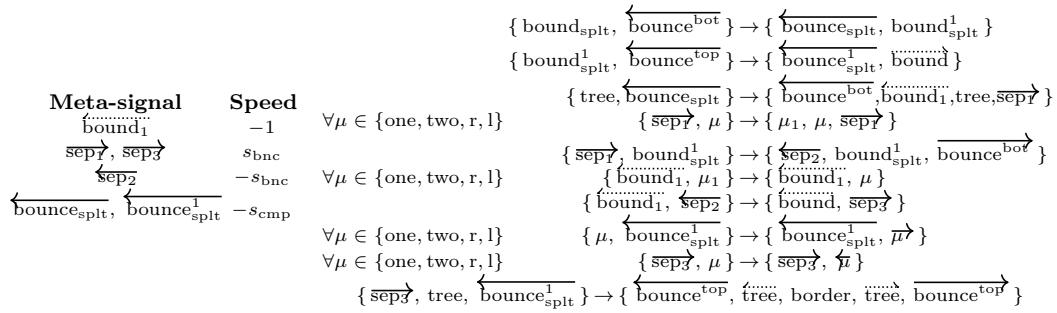 { bound_splt, ←bounce^bot } → { ←bounce_splt, bound^1_splt }
{ bound^1_splt, ←bounce^top } → { ←bounce^1_splt, →bound }
Meta-signal Speed
{ tree, ←bounce_splt } → { ←bounce^bot, ←bound_1, tree, →sep_1 }
←bound_1 −1
∀μ ∈ {one, two, r, l} { →sep_1, μ } → { μ_1, μ, →sep_1 }
→sep_1, →sep_3 s_bnc
{ →sep_1, bound^1_splt } → { ←sep_2, bound^1_splt, →bounce^bot }
←sep_2 −s_bnc
∀μ ∈ {one, two, r, l} { ←bound_1, μ_1 } → { ←bound_1, μ }
{ ←bound_1, ←sep_2 } → { ←bound, →sep_3 }
←bounce_splt, ←bounce^1_splt −s_cmp
∀μ ∈ {one, two, r, l} { μ, ←bounce^1_splt } → { ←bounce^1_splt, →μ }
∀μ ∈ {one, two, r, l} { →sep_3, μ } → { →sep_3, ←μ }
{ →sep_3, tree, ←bounce^1_splt } → { ←bounce^top, ←tree, border, →tree, →bounce^top }